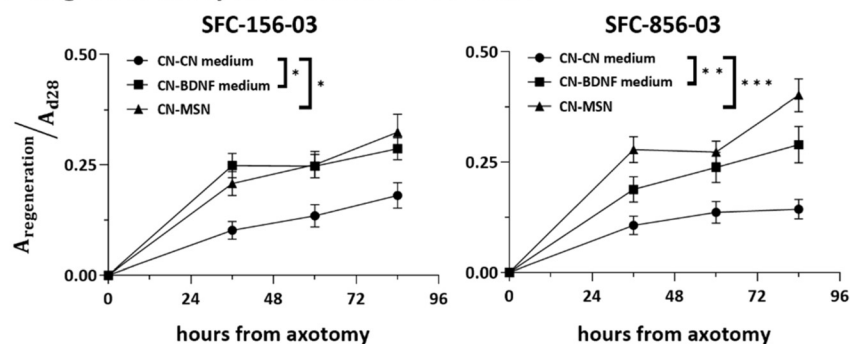 SFC-156-03
0.50
CN-CN medium
CN-BDNF medium
CN-MSN
*
*
0.25
0.00
0 24 48 72 96
hours from axotomy
Aregeneration/Ad28
SFC-856-03
0.50
CN-CN medium
CN-BDNF medium
CN-MSN
**
***
0.25
0.00
0 24 48 72 96
hours from axotomy